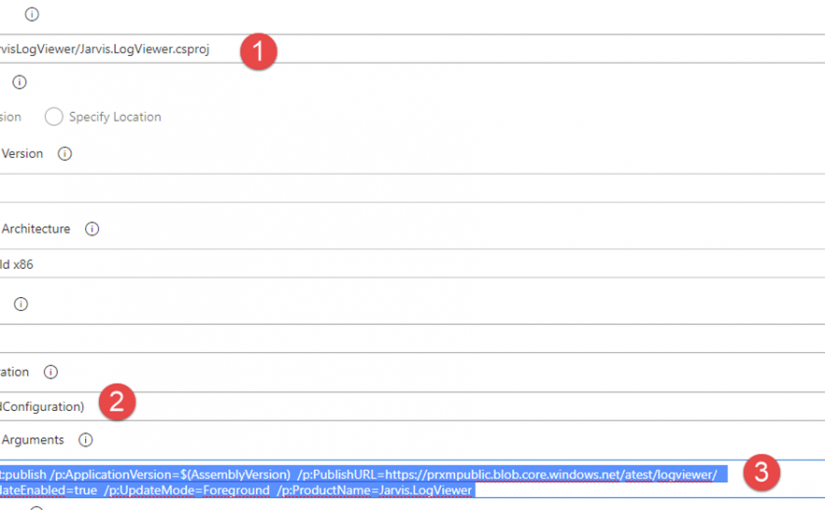 rvisLogViewer/Jarvis.LogViewer.csproj 1
sion Specify Location
Version
Architecture
ld x86
ration
dConfiguration) 2
Arguments
t:publish /p:ApplicationVersion=$(AssemblyVersion) /p:PublishURL=https://prxmpublic.blob.core.windows.net/atest/logviewer/ 3
lateEnabled=true /p:UpdateMode=Foreground /p:ProductName=Jarvis.LogViewer